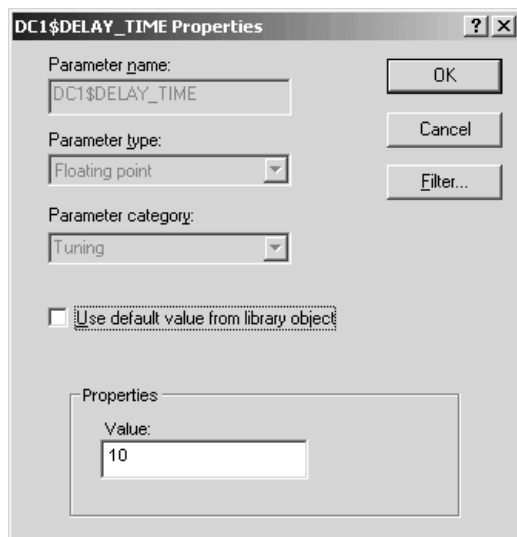 DC1$DELAY_TIME Properties
Parameter name:
DC1$DELAY_TIME
OK
Cancel
Parameter type:
Floating point
Filter...
Parameter category:
Tuning
Use default value from library object
Properties
Value:
10